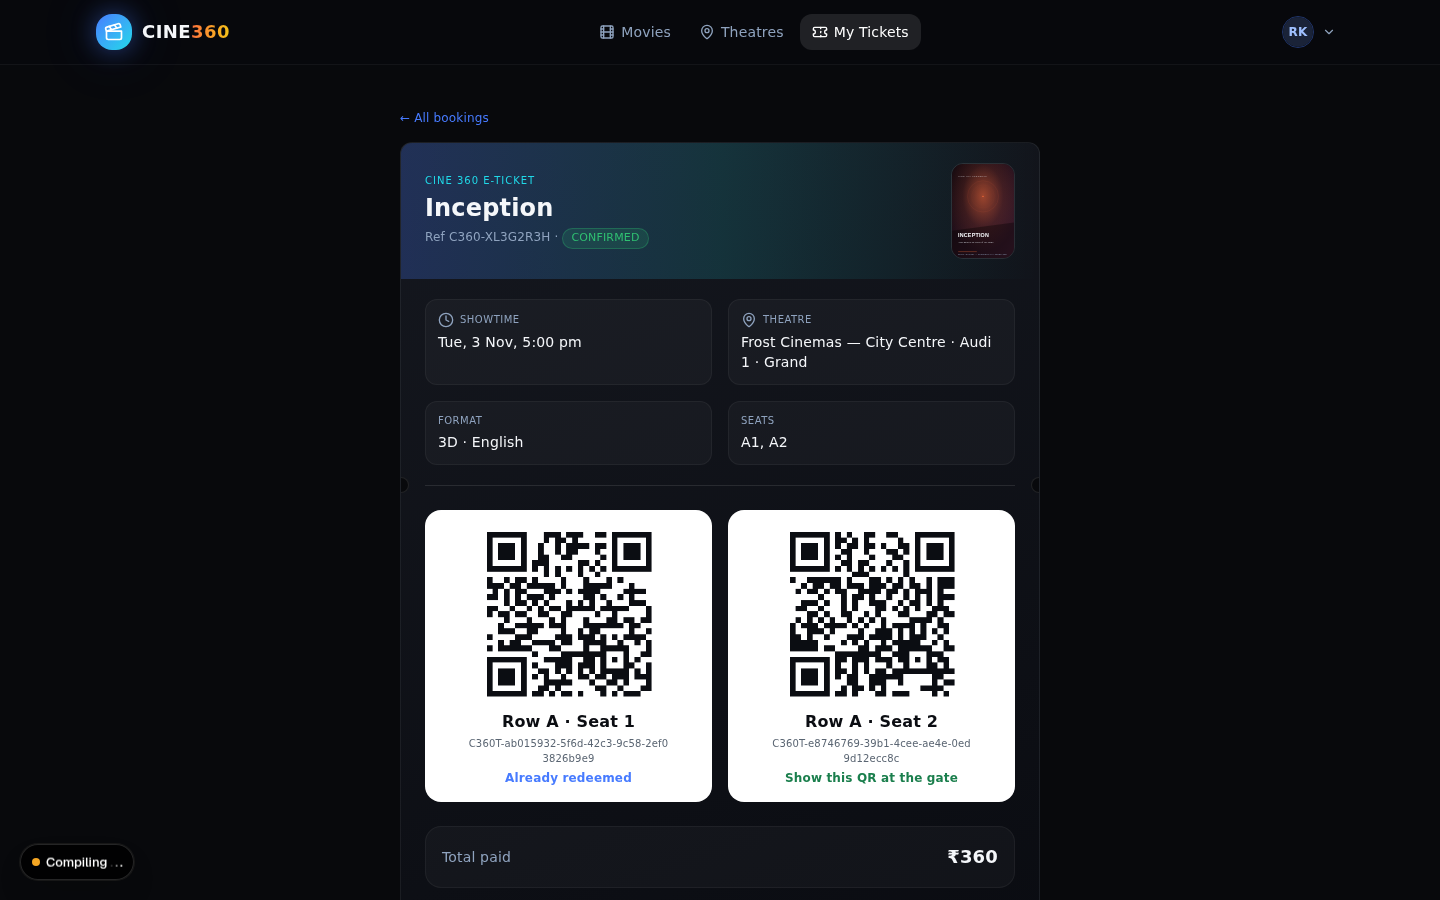 CINE360
Movies
Theatres
My Tickets
RK
← All bookings
CINE 360 E-TICKET
Inception
Ref C360-XL3G2R3H · CONFIRMED
INCEPTION
SHOWTIME
Tue, 3 Nov, 5:00 pm
THEATRE
Frost Cinemas — City Centre · Audi
1 · Grand
FORMAT
3D · English
SEATS
A1, A2
Row A · Seat 1
C360T-ab015932-5f6d-42c3-9c58-2ef0
3826b9e9
Already redeemed
Row A · Seat 2
C360T-e8746769-39b1-4cee-ae4e-0ed
9d12ecc8c
Show this QR at the gate
Total paid
₹360
Compiling ...